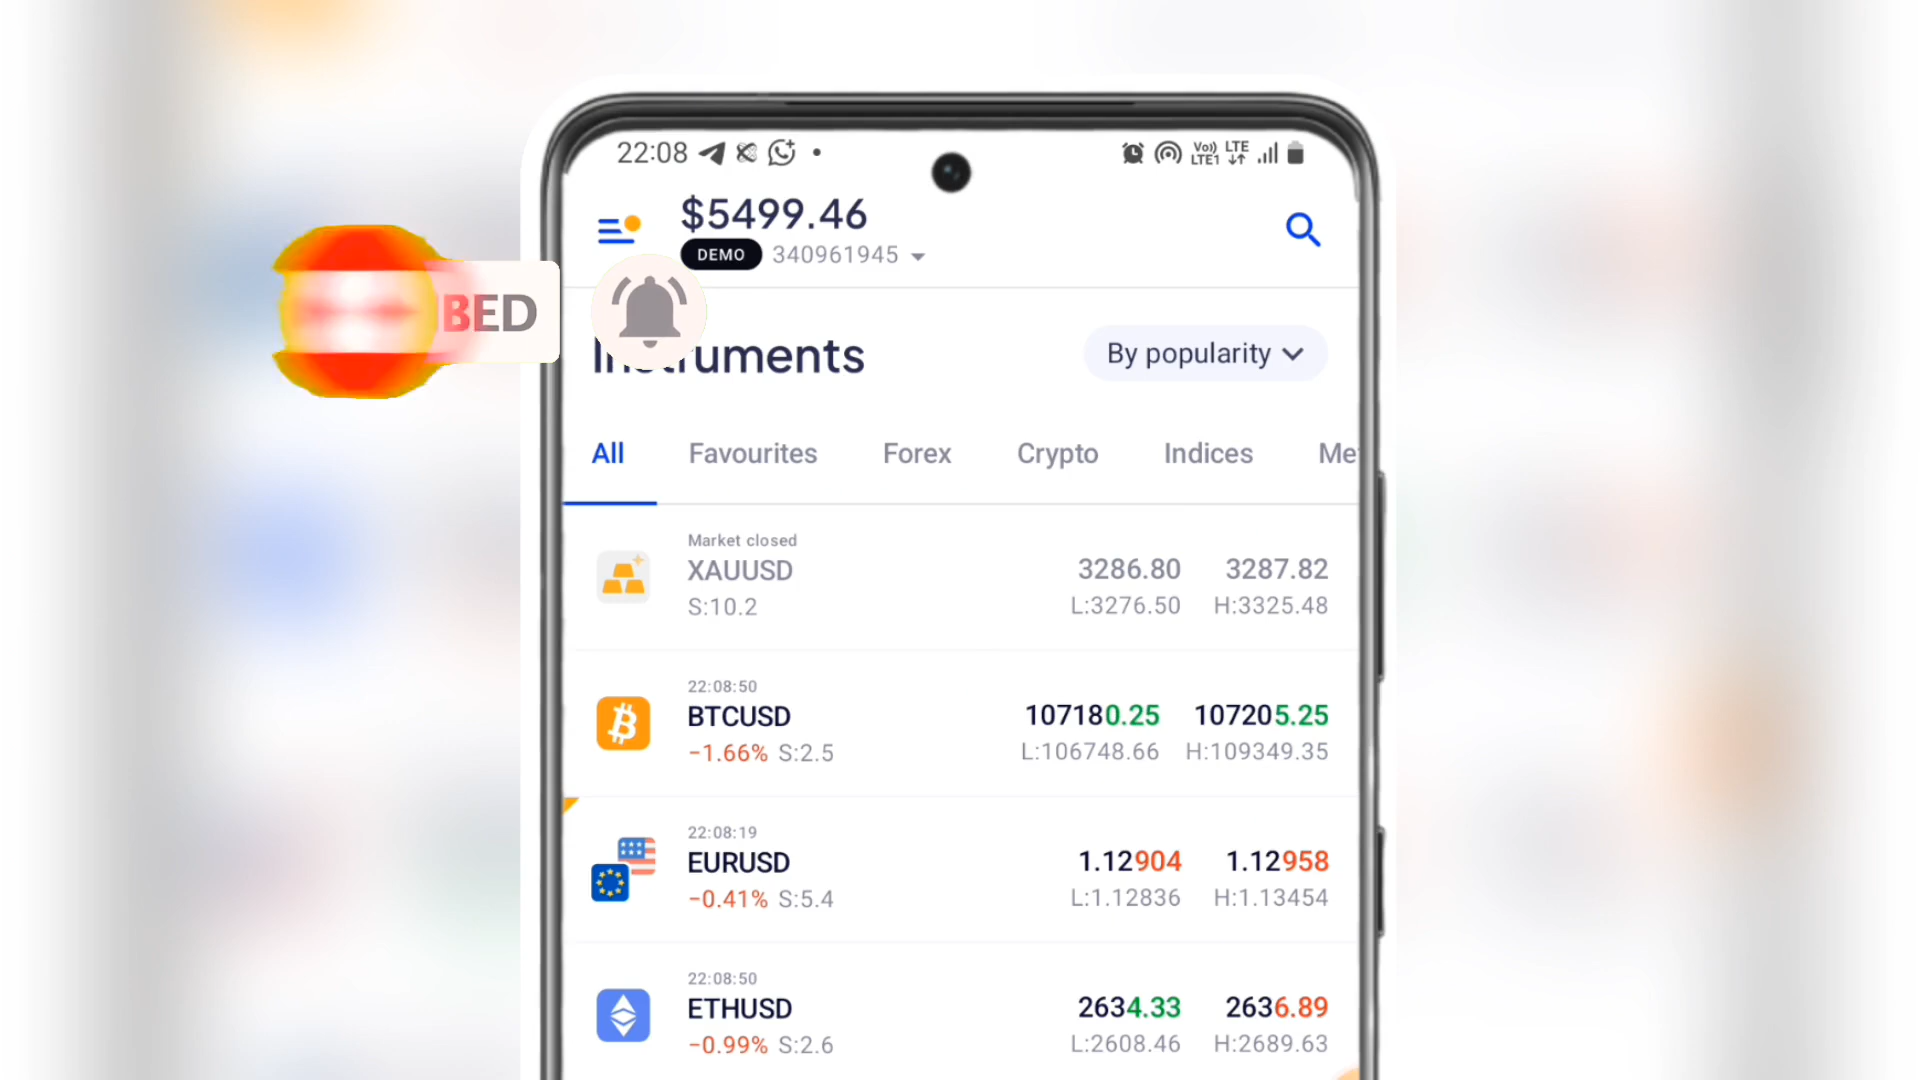 22:08
Vo) LTE
LTE1
$5499.46
DEMO 340961945
BED
By popularity
All Favourites Forex Crypto Indices
Market closed
XAUUSD 3286.80 3287.82
S:10.2 L:3276.50 H:3325.48
22:08:50
BTCUSD 107180.25 107205.25
−1.66% S:2.5 L:106748.66 H:109349.35
22:08:19
EURUSD 1.12904 1.12958
−0.41% S:5.4 L:1.12836 H:1.13454
22:08:50
ETHUSD 2634.33 2636.89
−0.99% S:2.6 L:2608.46 H:2689.63